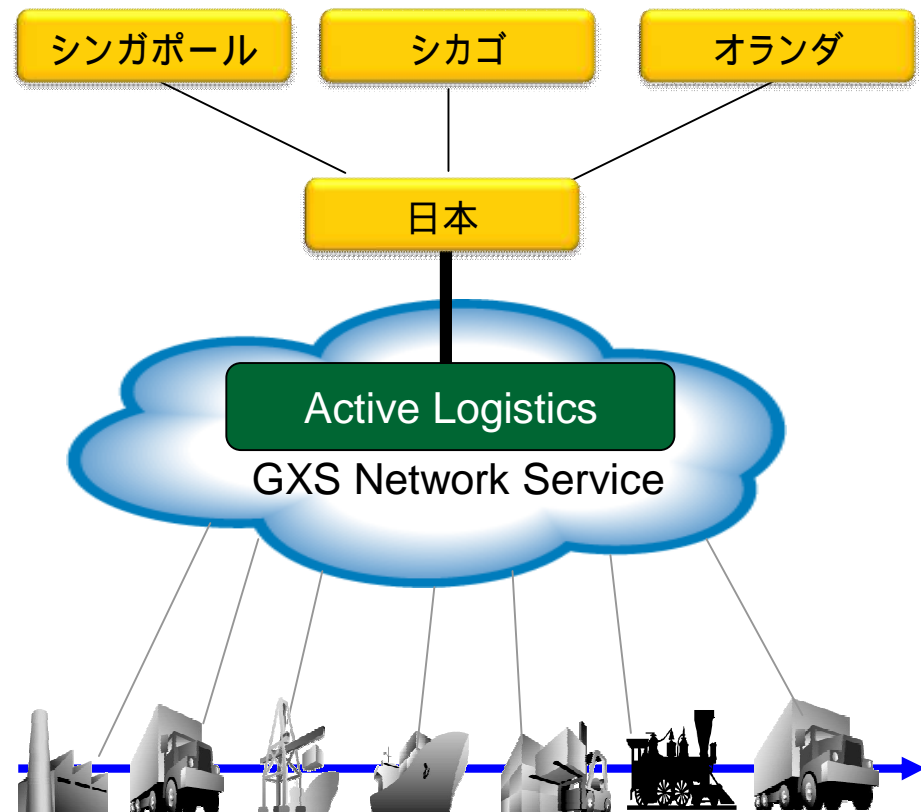 シンガポール
シカゴ
オランダ
日本
Active Logistics
GXS Network Service